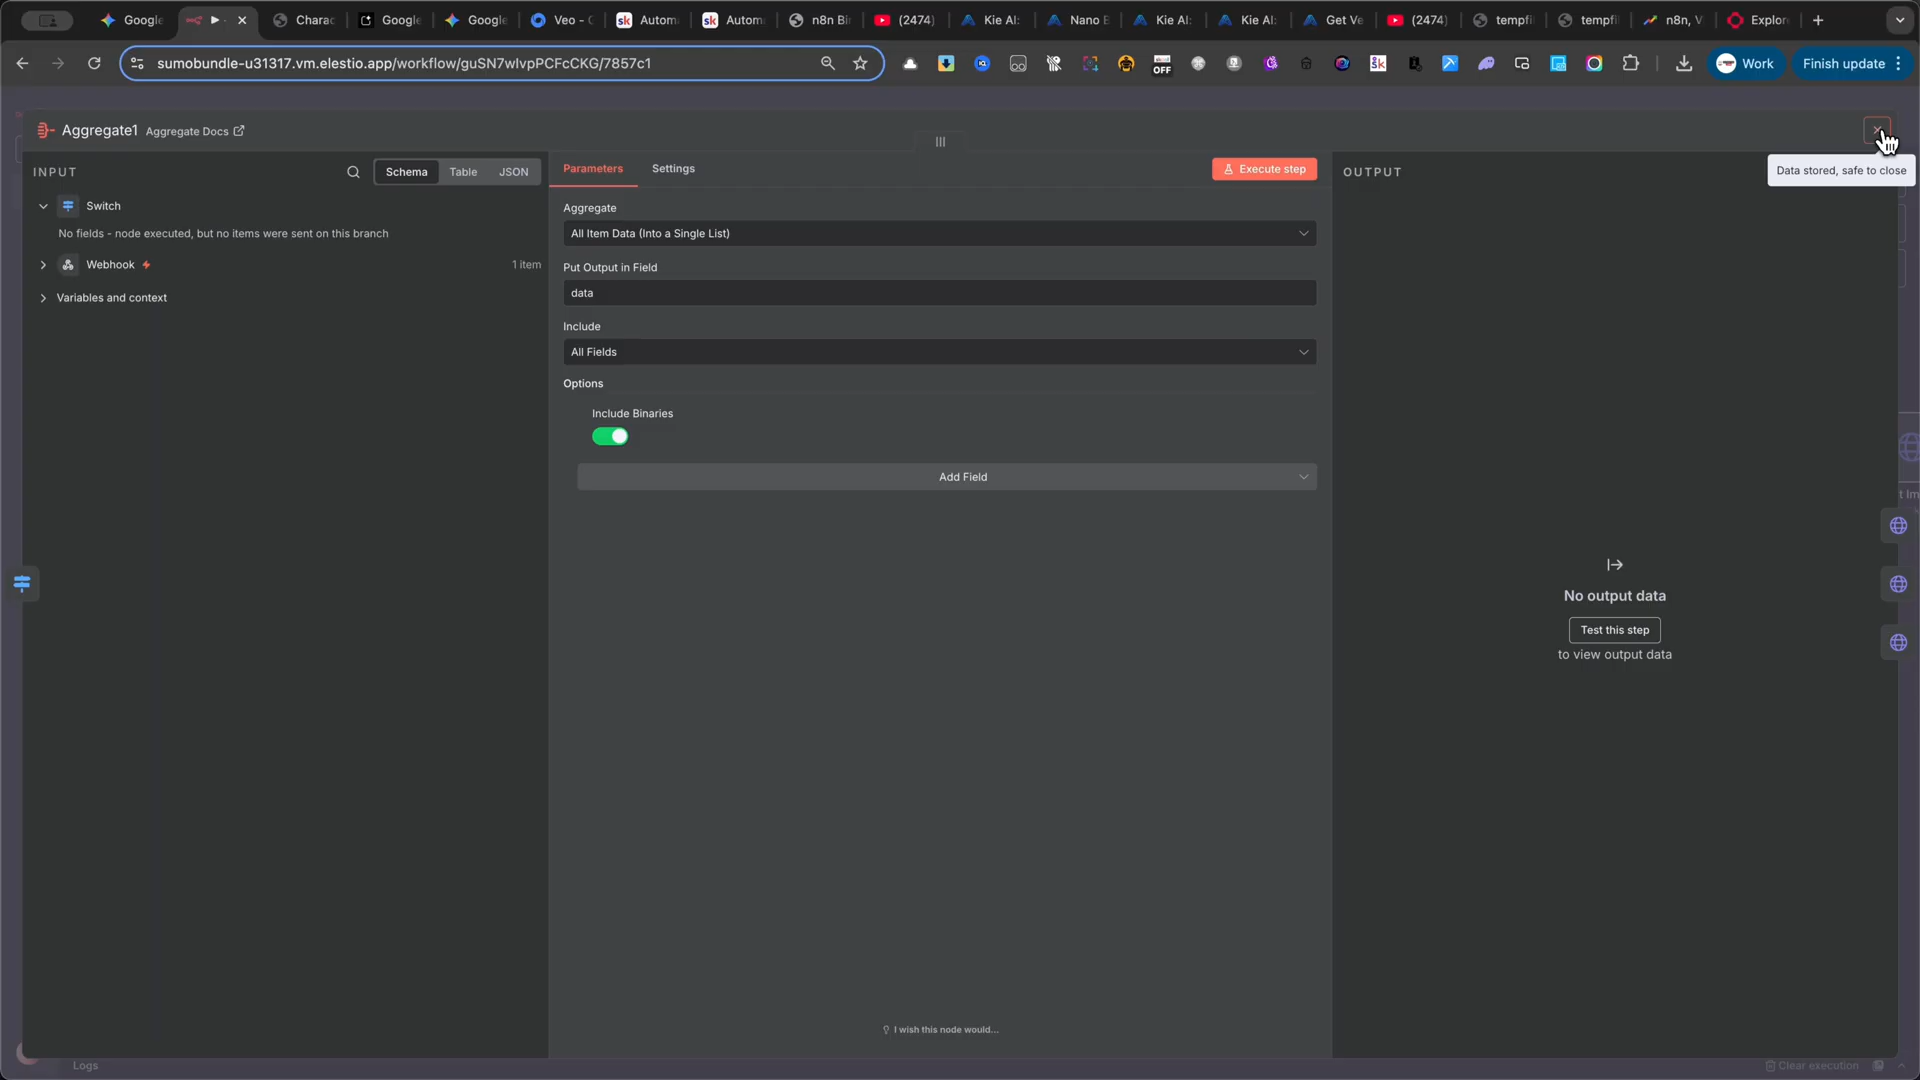 Google
Charac
Google
Google
Veo - C
Autom
Autom
n8n Bi
(2474)
Kie AI:
Nano B
Kie AI:
Kie AI:
Get Ve
(2474)
tempfi
tempfi
n8n, V
Explor
sumobundle-u31317.vm.elestio.app/workflow/guSN7wlvpPCFcCKG/7857c1
OFF
Work
Finish update
Aggregate1
Aggregate Docs
Data stored, safe to close
INPUT
Schema
Table
JSON
Parameters
Settings
Execute step
OUTPUT
Switch
No fields - node executed, but no items were sent on this branch
Webhook
1 item
Variables and context
Aggregate
All Item Data (Into a Single List)
Put Output in Field
data
Include
All Fields
Options
Include Binaries
Add Field
t Im
No output data
Test this step
to view output data
I wish this node would...
Logs
Clear execution